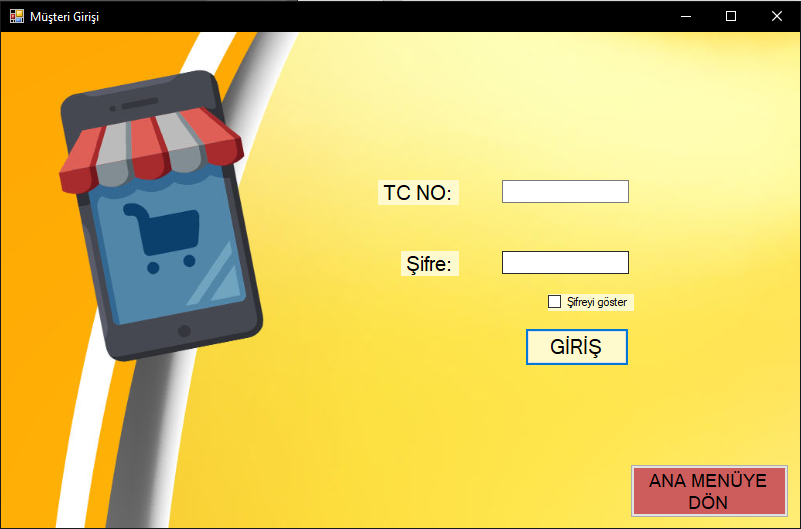 Müşteri Girişi
TC NO:
Şifre:
Şifreyi göster
GİRİŞ
ANA MENÜYE
DÖN